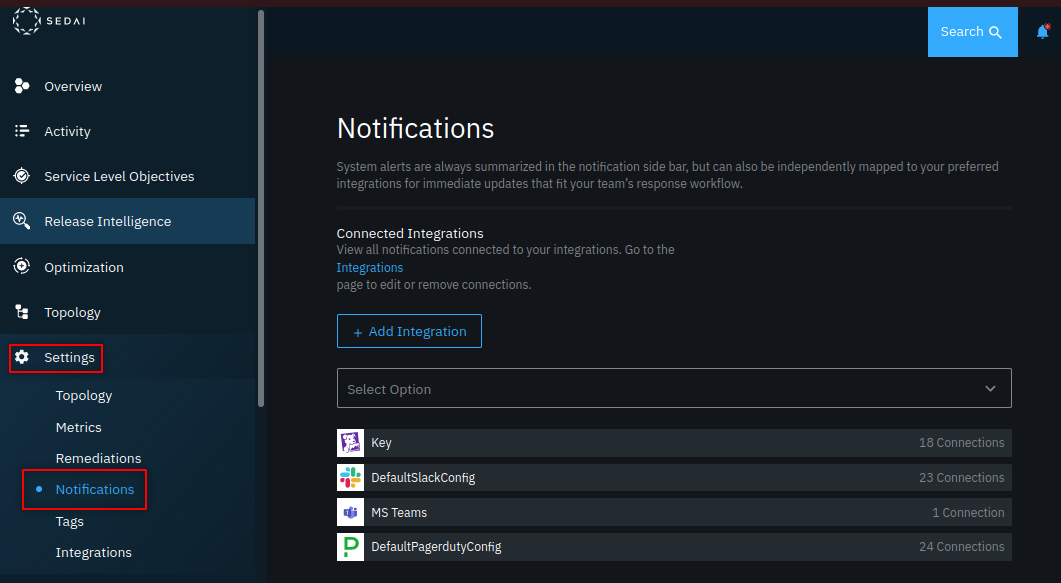 SEDAI
Search
Overview
Activity
Service Level Objectives
Release Intelligence
Optimization
Topology
Settings
Topology
Metrics
Remediations
Notifications
Tags
Integrations
Notifications
System alerts are always summarized in the notification side bar, but can also be independently mapped to your preferred
integrations for immediate updates that fit your team's response workflow.
Connected Integrations
View all notifications connected to your integrations. Go to the
Integrations
page to edit or remove connections.
+ Add Integration
Select Option
Key 18 Connections
DefaultSlackConfig 23 Connections
MS Teams 1 Connection
DefaultPagerdutyConfig 24 Connections